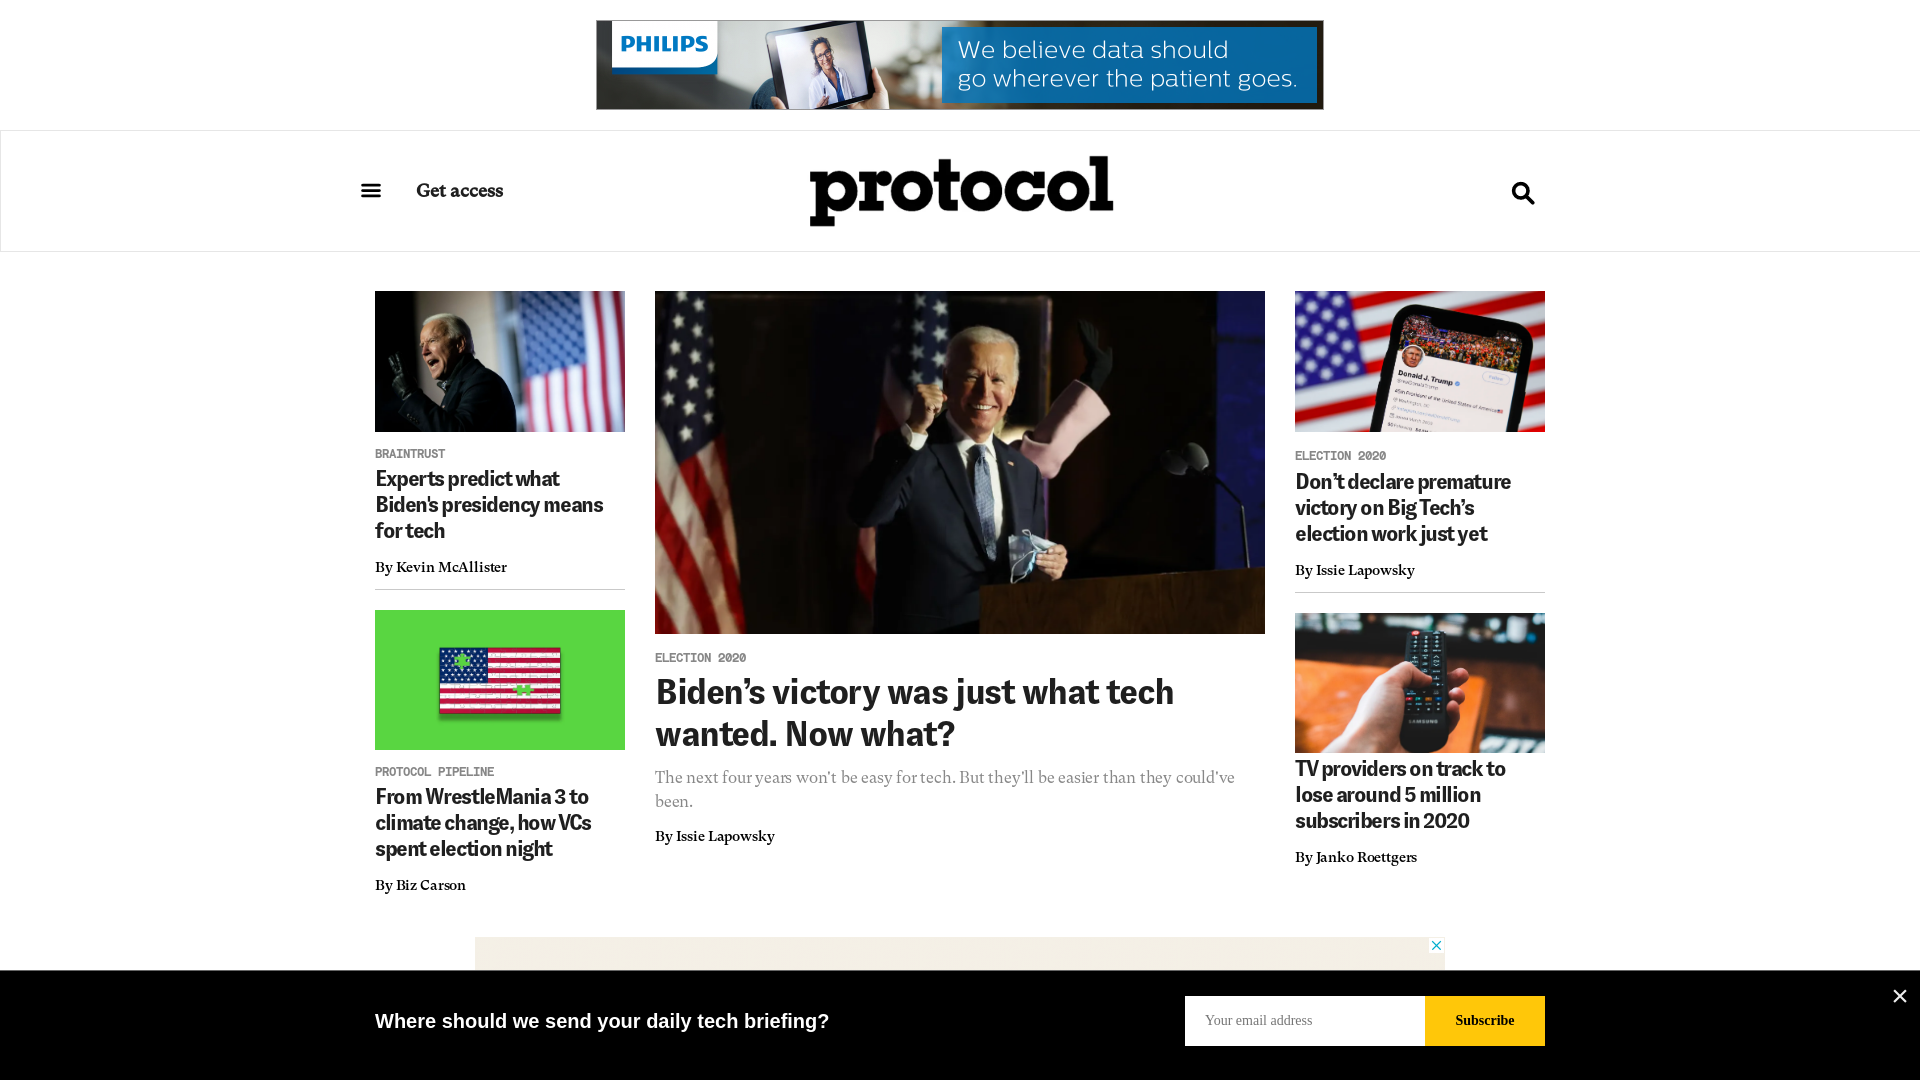 PHILIPS
We believe data should
go wherever the patient goes.
Get access
protocol
BRAINTRUST
Experts predict what
Biden's presidency means
for tech
By Kevin McAllister
PROTOCOL PIPELINE
From WrestleMania 3 to
climate change, how VCs
spent election night
By Biz Carson
ELECTION 2020
Biden’s victory was just what tech
wanted. Now what?
The next four years won't be easy for tech. But they'll be easier than they could've
been.
By Issie Lapowsky
Donald J. Trump
ELECTION 2020
Don’t declare premature
victory on Big Tech’s
election work just yet
By Issie Lapowsky
SAMSUNG
TV providers on track to
lose around 5 million
subscribers in 2020
By Janko Roettgers
Where should we send your daily tech briefing?
Your email address
Subscribe